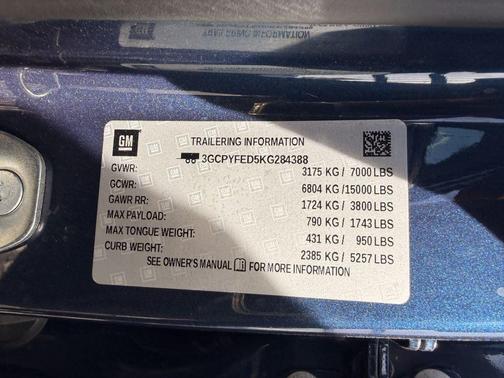 GM
TRAILERING INFORMATION
3GCPYFED5KG284388
GVWR: 3175 KG / 7000 LBS
GCWR: 6804 KG /15000 LBS
GAWR RR: 1724 KG / 3800 LBS
MAX PAYLOAD: 790 KG / 1743 LBS
MAX TONGUE WEIGHT: 431 KG / 950 LBS
CURB WEIGHT: 2385 KG / 5257 LBS
SEE OWNER'S MANUAL FOR MORE INFORMATION